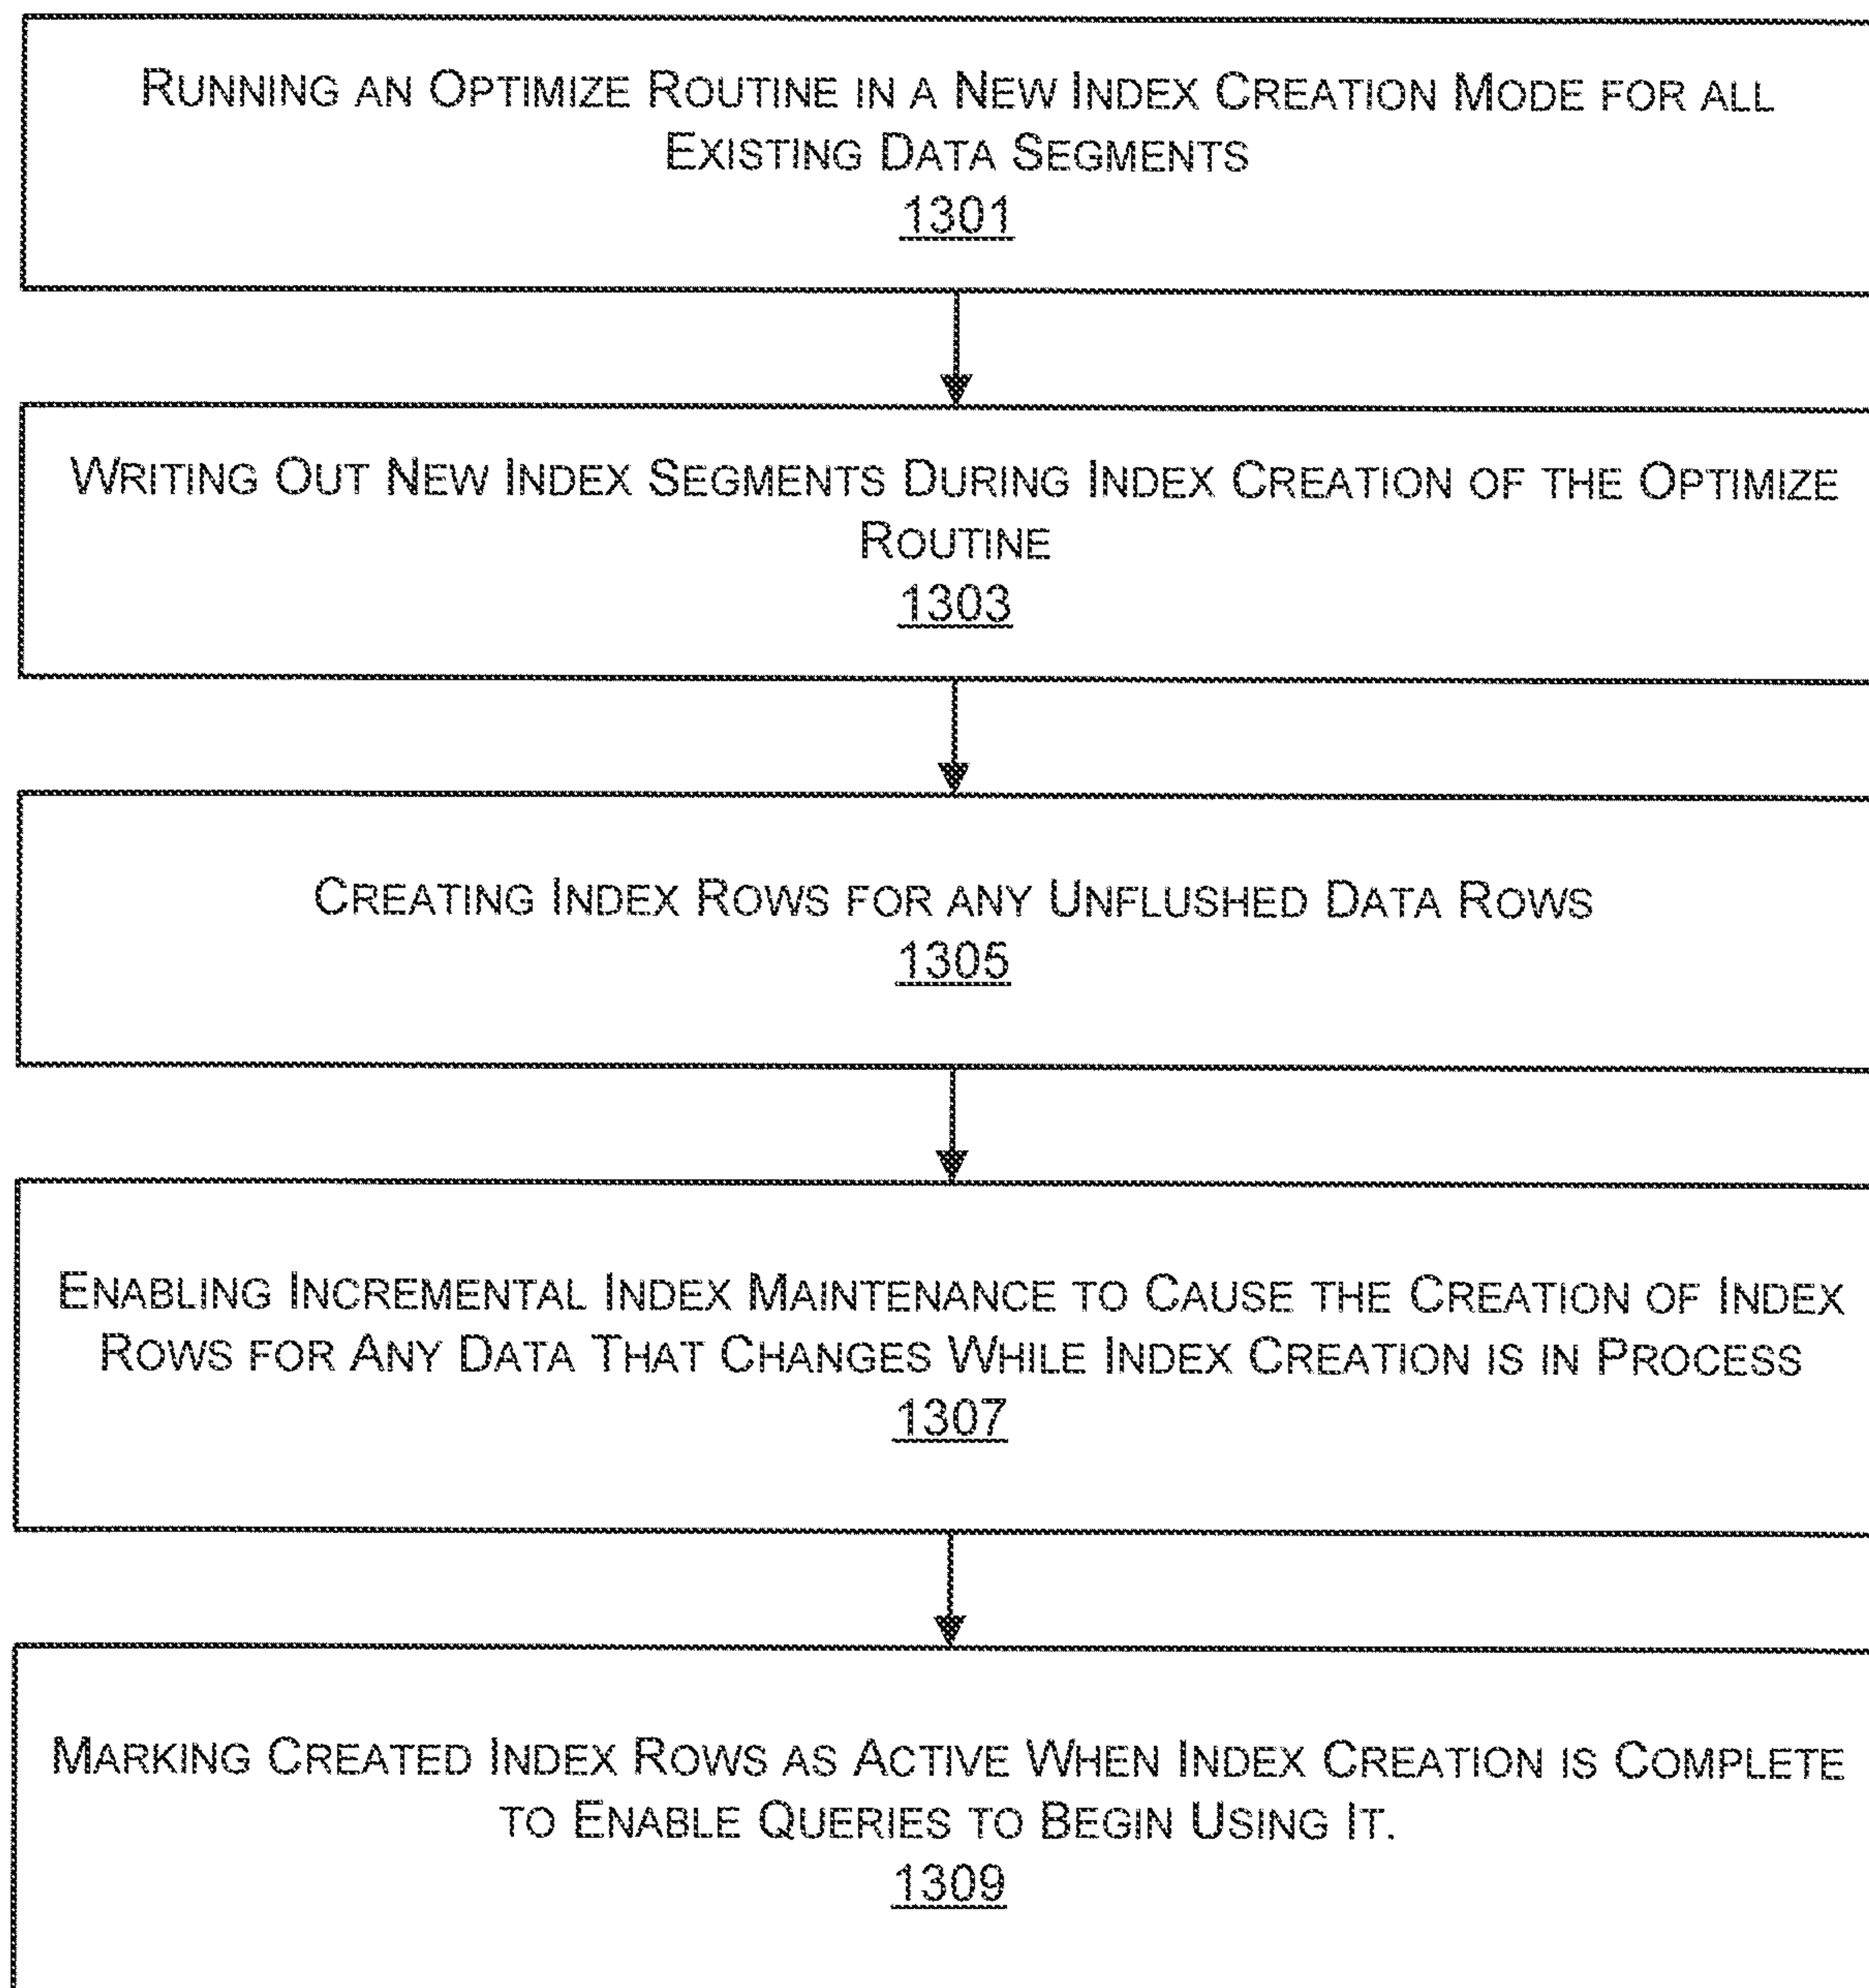 RUNNING AN OPTIMIZE ROUTINE IN A NEW INDEX CREATION MODE FOR ALL
EXISTING DATA SEGMENTS
1301
WRITING OUT NEW INDEX SEGMENTS DURING INDEX CREATION OF THE OPTIMIZE
ROUTINE
1303
CREATING INDEX ROWS FOR ANY UNFLUSHED DATA ROWS
1305
ENABLING INCREMENTAL INDEX MAINTENANCE TO CAUSE THE CREATION OF INDEX
ROWS FOR ANY DATA THAT CHANGES WHILE INDEX CREATION IS IN PROCESS
1307
MARKING CREATED INDEX ROWS AS ACTIVE WHEN INDEX CREATION IS COMPLETE
TO ENABLE QUERIES TO BEGIN USING IT.
1309